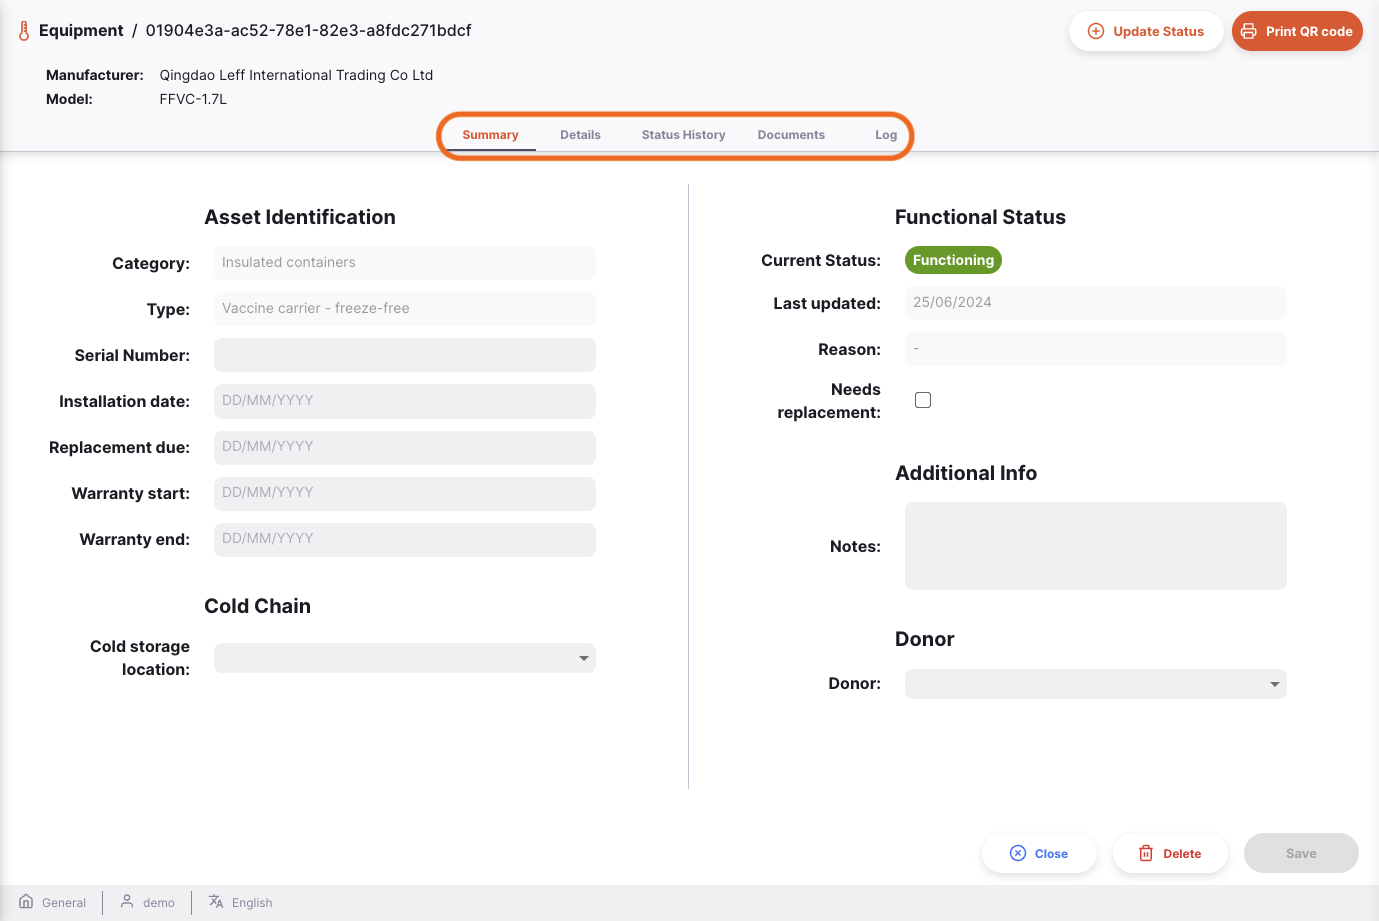 Equipment / 01904e3a-ac52-78e1-82e3-a8fdc271bdcf
Update Status
Print QR code
Manufacturer: Qingdao Leff International Trading Co Ltd
Model: FFVC-1.7L
Summary Details Status History Documents Log
Asset Identification
Category: Insulated containers
Type: Vaccine carrier - freeze-free
Serial Number:
Installation date: DD/MM/YYYY
Replacement due: DD/MM/YYYY
Warranty start: DD/MM/YYYY
Warranty end: DD/MM/YYYY
Cold Chain
Cold storage
location:
Functional Status
Current Status: Functioning
Last updated: 25/06/2024
Reason: -
Needs
replacement:
Additional Info
Notes:
Donor
Donor:
Close Delete Save
General demo English